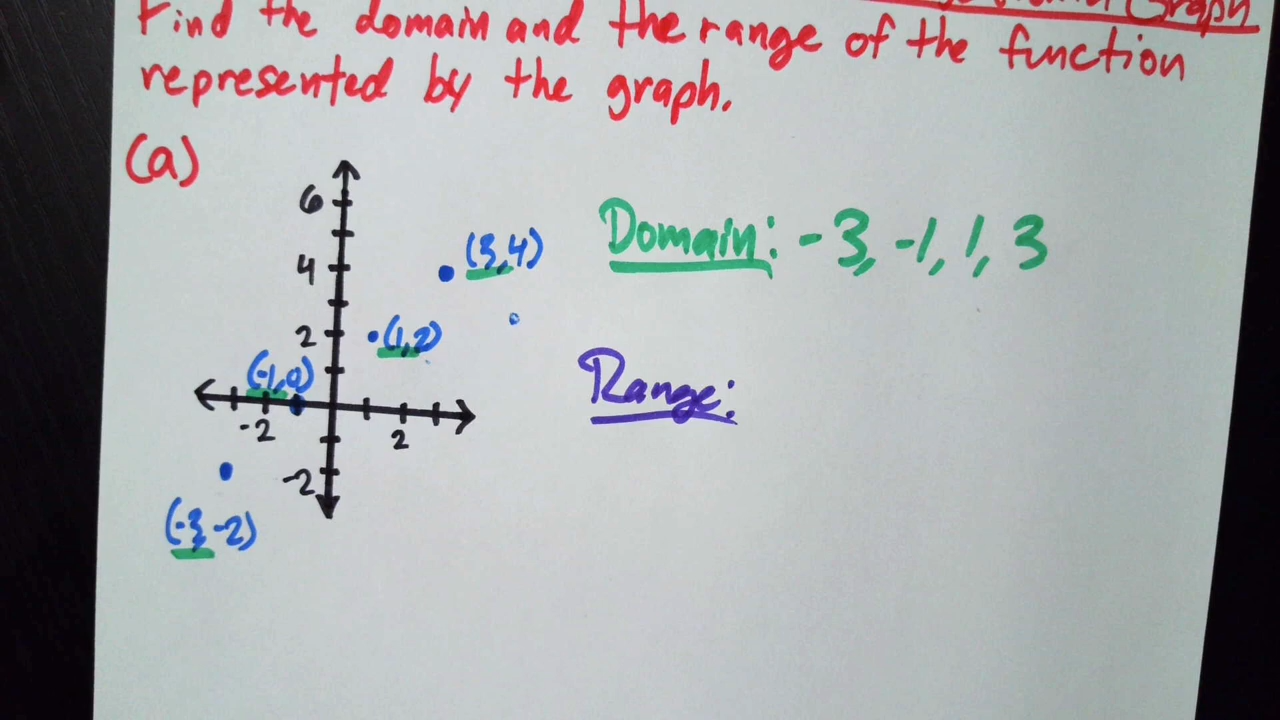 Graph
Find the domain and the range of the function
represented by the graph.
(a)
6
4
(3,4)
Domain: -3, -1, 1, 3
2
(1,2)
(-1,0)
Range:
-2
2
-2
(-3,-2)